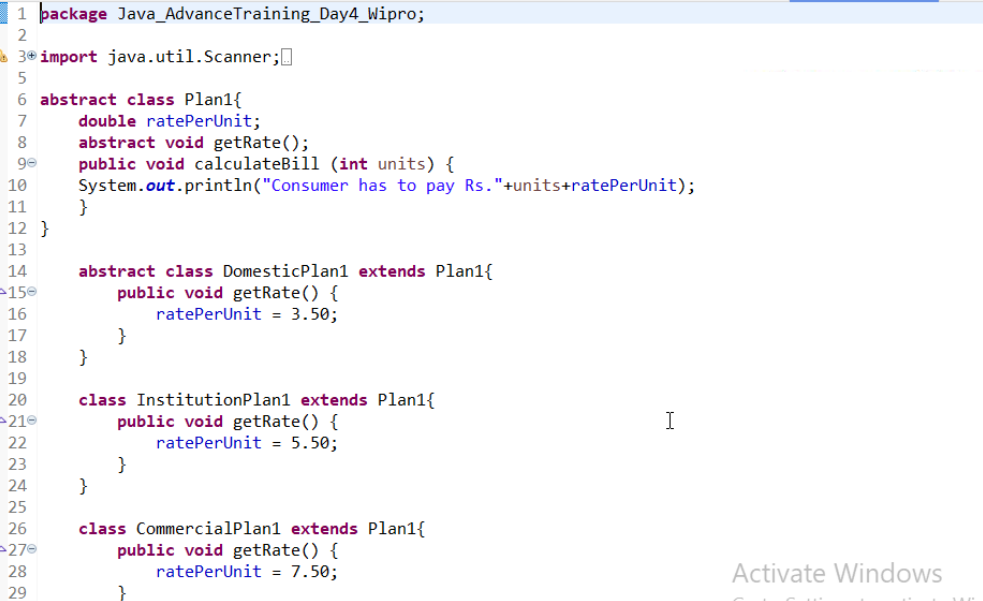 1 package Java_AdvanceTraining_Day4_Wipro;
2
3 import java.util.Scanner;
5
6 abstract class Plan1{
7 double ratePerUnit;
8 abstract void getRate();
9 public void calculateBill (int units) {
10 System.out.println("Consumer has to pay Rs."+units+ratePerUnit);
11 }
12 }
13
14 abstract class DomesticPlan1 extends Plan1{
15 public void getRate() {
16 ratePerUnit = 3.50;
17 }
18 }
19
20 class InstitutionPlan1 extends Plan1{
21 public void getRate() {
22 ratePerUnit = 5.50;
23 }
24 }
25
26 class CommercialPlan1 extends Plan1{
27 public void getRate() {
28 ratePerUnit = 7.50;
29 }
Activate Windows